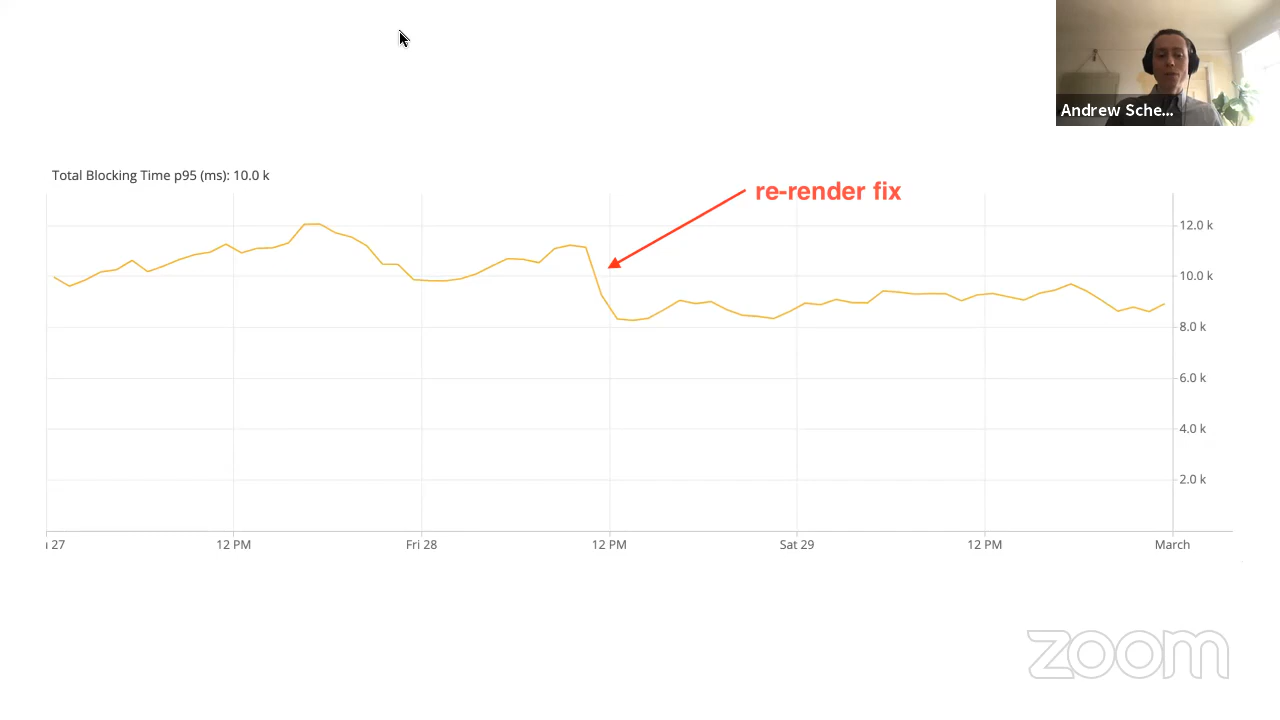 Andrew Sche...
Total Blocking Time p95 (ms): 10.0 k
re-render fix
12.0 k
10.0 k
8.0 k
6.0 k
4.0 k
2.0 k
27
12 PM
Fri 28
12 PM
Sat 29
12 PM
March
zoom